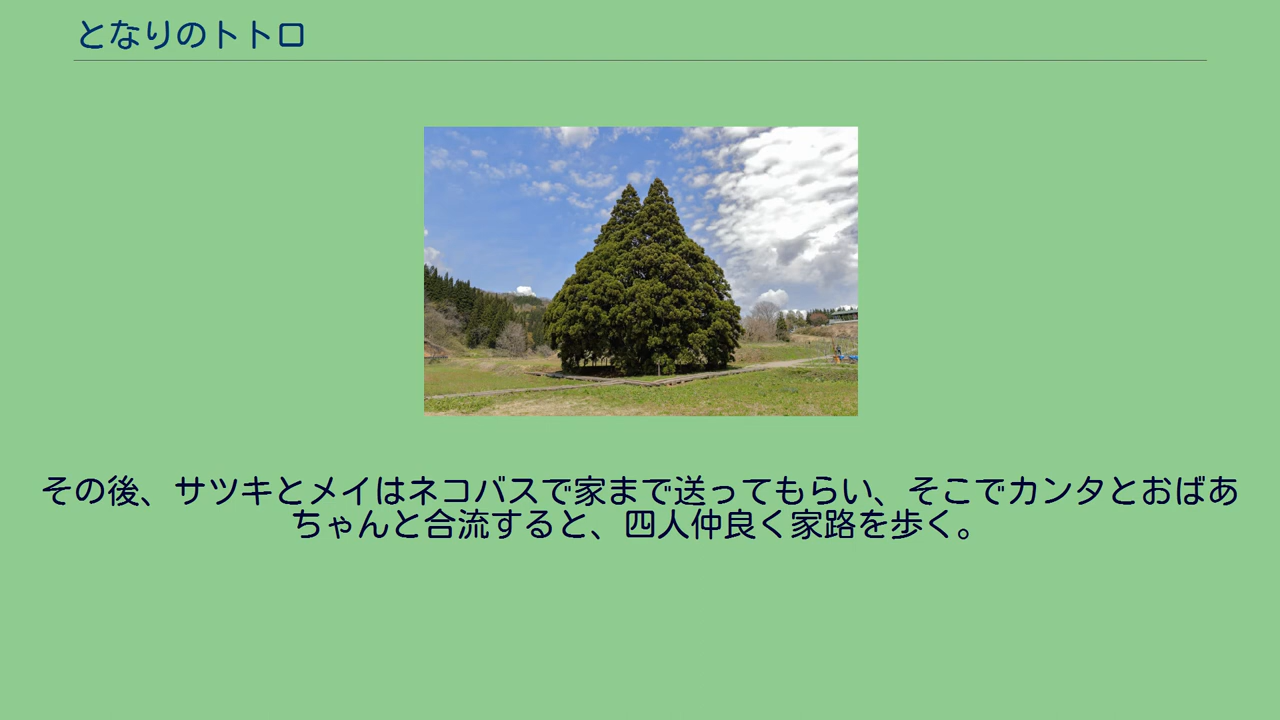 となりのトトロ
その後、サツキとメイはネコバスで家まで送ってもらい、そこでカンタとおばあ
ちゃんと合流すると、四人仲良く家路を歩く。